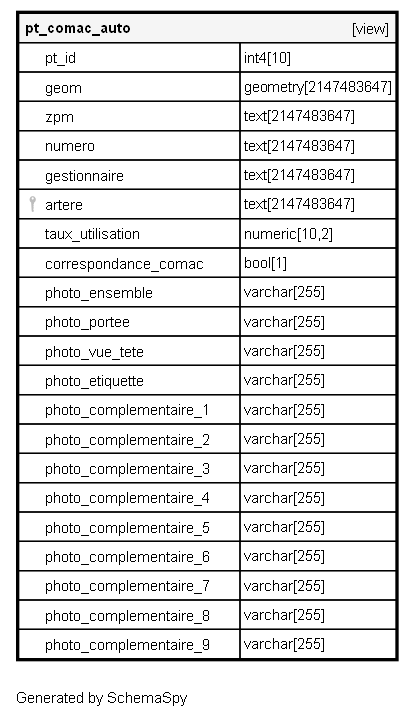 pt_comac_auto [view]
pt_id int4[10]
geom geometry[2147483647]
zpm text[2147483647]
numero text[2147483647]
gestionnaire text[2147483647]
artere text[2147483647]
taux_utilisation numeric[10,2]
correspondance_comac bool[1]
photo_ensemble varchar[255]
photo_portee varchar[255]
photo_vue_tete varchar[255]
photo_etiquette varchar[255]
photo_complementaire_1 varchar[255]
photo_complementaire_2 varchar[255]
photo_complementaire_3 varchar[255]
photo_complementaire_4 varchar[255]
photo_complementaire_5 varchar[255]
photo_complementaire_6 varchar[255]
photo_complementaire_7 varchar[255]
photo_complementaire_8 varchar[255]
photo_complementaire_9 varchar[255]
Generated by SchemaSpy